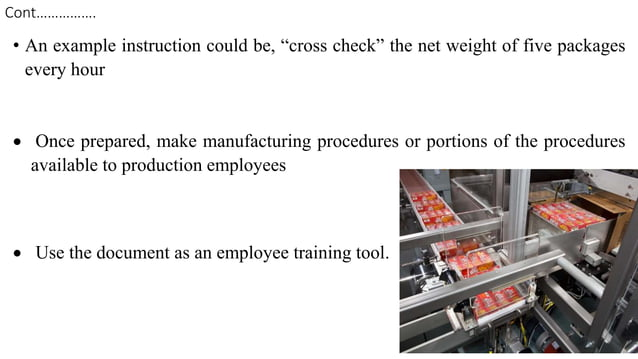 Cont…………….
• An example instruction could be, “cross check” the net weight of five packages
every hour
• Once prepared, make manufacturing procedures or portions of the procedures
available to production employees
• Use the document as an employee training tool.